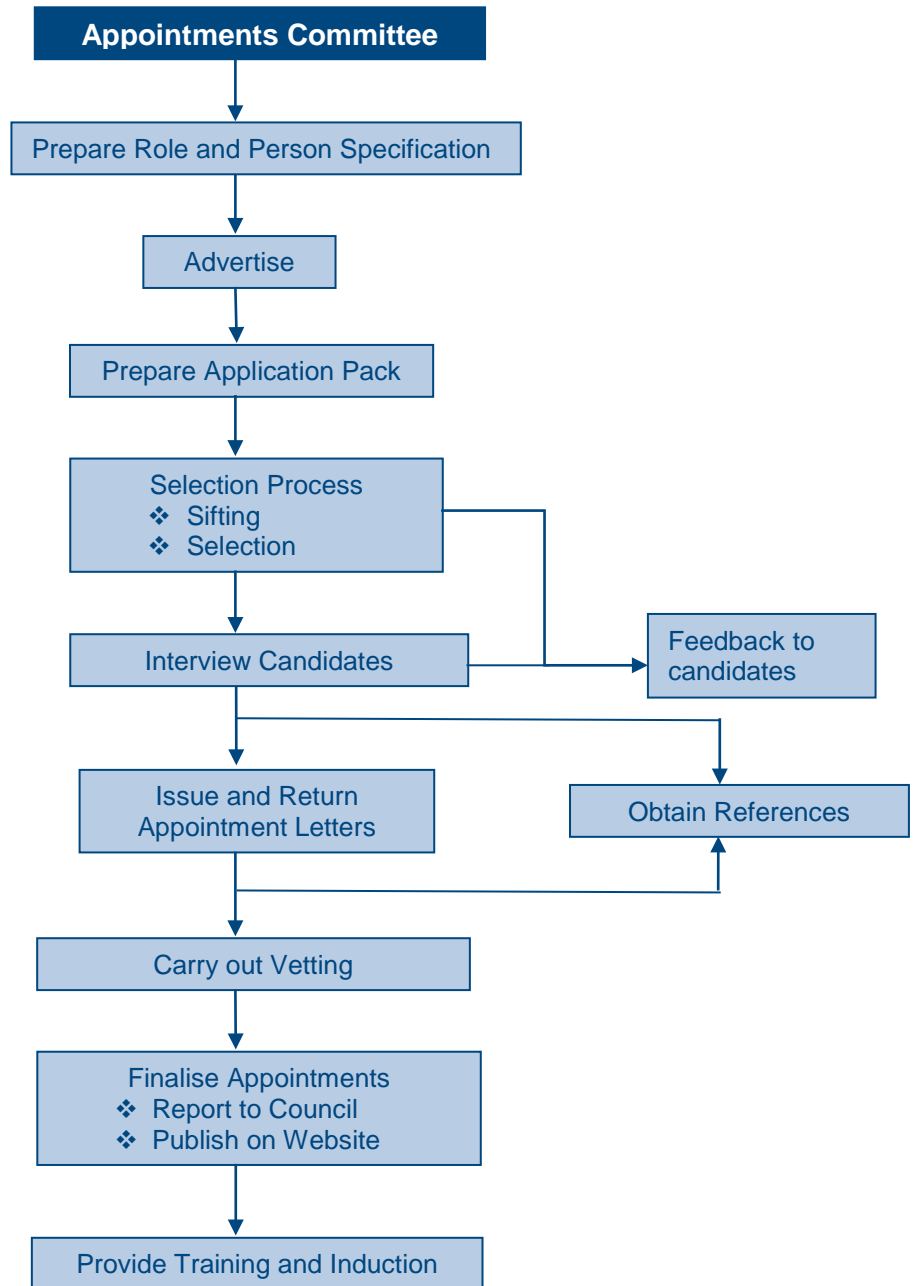 Appointments Committee
Prepare Role and Person Specification
Advertise
Prepare Application Pack
Selection Process
❖ Sifting
❖ Selection
Interview Candidates
Feedback to
candidates
Issue and Return
Appointment Letters
Obtain References
Carry out Vetting
Finalise Appointments
❖ Report to Council
❖ Publish on Website
Provide Training and Induction